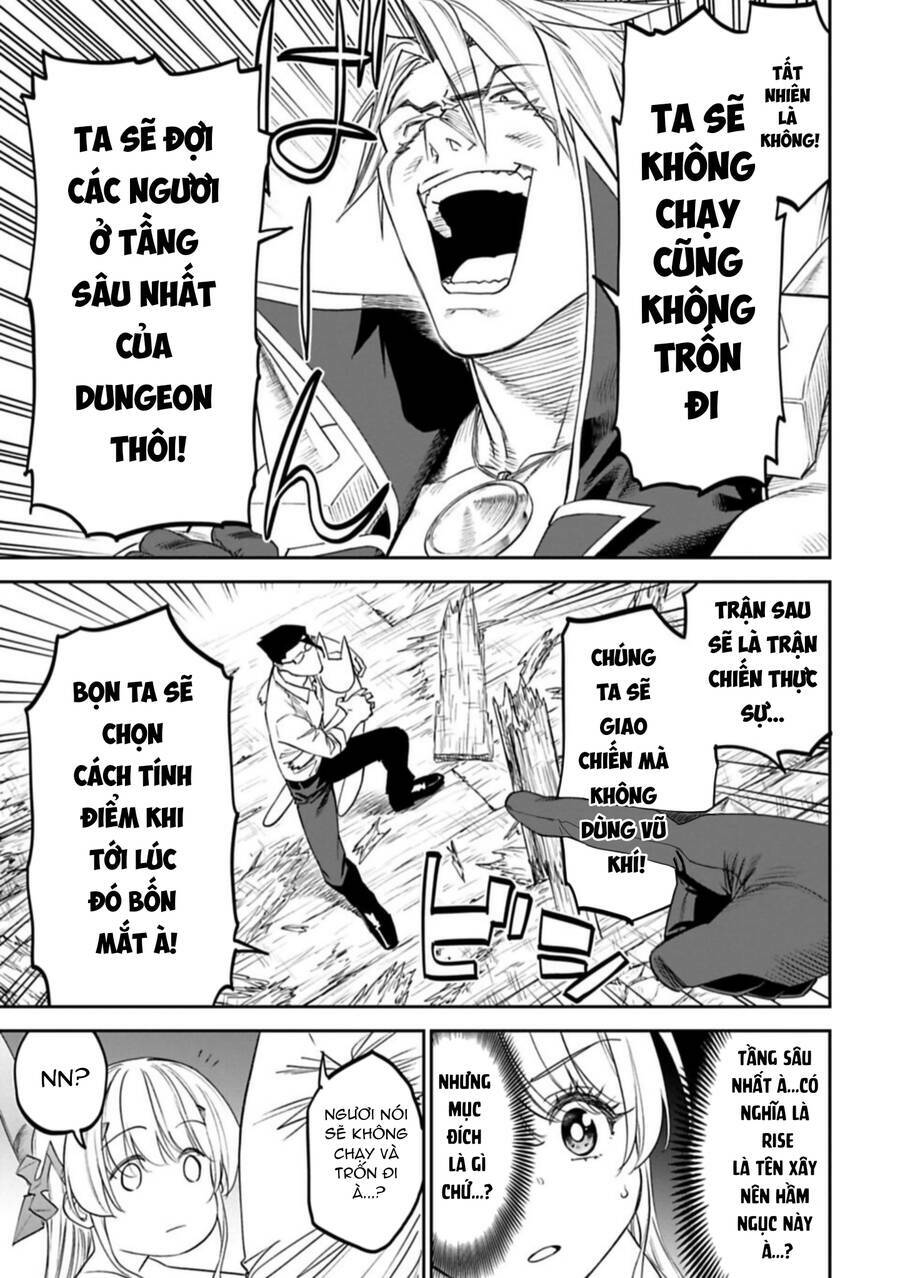 TẤT
NHIÊN
LÀ
KHÔNG!
TA SẼ
KHÔNG
CHẠY
CŨNG
KHÔNG
TRỐN
ĐI
TA SẼ ĐỢI
CÁC NGƯƠI
Ở TẦNG
SÂU NHẤT
CỦA
DUNGEON
THÔI!
TRẬN SAU
SẼ LÀ TRẬN
CHIẾN THỰC
SỰ...
CHÚNG
TA SẼ
GIAO
CHIẾN MÀ
KHÔNG
DÙNG VŨ
KHÍ!
BỌN TA SẼ
CHỌN
CÁCH TÍNH
ĐIỂM KHI
TỚI LÚC
ĐÓ BỐN
MẮT À!
ビシ
TẦNG SÂU
NHẤT À...CÓ
NGHĨA LÀ
RISE
LÀ TÊN XÂY
NÊN HẦM
NGỤC NÀY
À...?
NHƯNG
MỤC
ĐÍCH
LÀ GÌ
CHỨ...?
NGƯƠI NÓI
SẼ KHÔNG
CHẠY VÀ
TRỐN ĐI
À...?
NN?